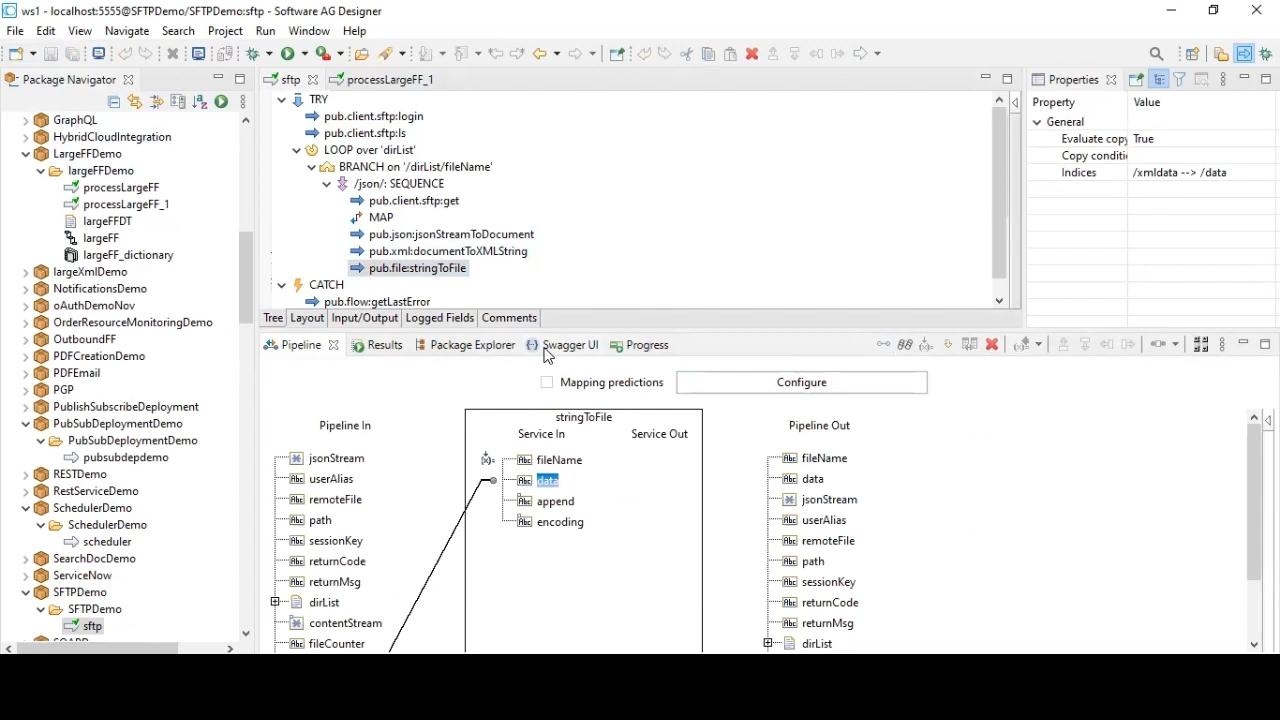 ws1 - localhost:5555@SFTPDemo/SFTPDemo:sftp - Software AG Designer
File Edit View Navigate Search Project Run Window Help
Package Navigator
GraphQL
HybridCloudIntegration
LargeFFDemo
largeFFDemo
processLargeFF
processLargeFF_1
largeFFDT
largeFF
largeFF_dictionary
largeXmlDemo
NotificationsDemo
oAuthDemoNov
OrderResourceMonitoringDemo
OutboundFF
PDFCreationDemo
PDFEmail
PGP
PublishSubscribeDeployment
PubSubDeploymentDemo
PubSubDeploymentDemo
pubsubdepdemo
RESTDemo
RestServiceDemo
SchedulerDemo
SchedulerDemo
scheduler
SearchDocDemo
ServiceNow
SFTPDemo
SFTPDemo
sftp
sftp processLargeFF_1
TRY
pub.client.sftp:login
pub.client.sftp:ls
LOOP over 'dirList'
BRANCH on '/dirList/fileName'
/json/: SEQUENCE
pub.client.sftp:get
MAP
pub.json:jsonStreamToDocument
pub.xml:documentToXMLString
pub.file:stringToFile
CATCH
pub.flow:getLastError
Tree Layout Input/Output Logged Fields Comments
Properties
Property Value
General
Evaluate copy True
Copy conditi
Indices /xmldata --> /data
Pipeline Results Package Explorer Swagger UI Progress
Mapping predictions Configure
stringToFile
Pipeline In Service In Service Out Pipeline Out
jsonStream
userAlias
remoteFile
path
sessionKey
returnCode
returnMsg
dirList
contentStream
fileCounter
fileName
data
append
encoding
fileName
data
jsonStream
userAlias
remoteFile
path
sessionKey
returnCode
returnMsg
dirList